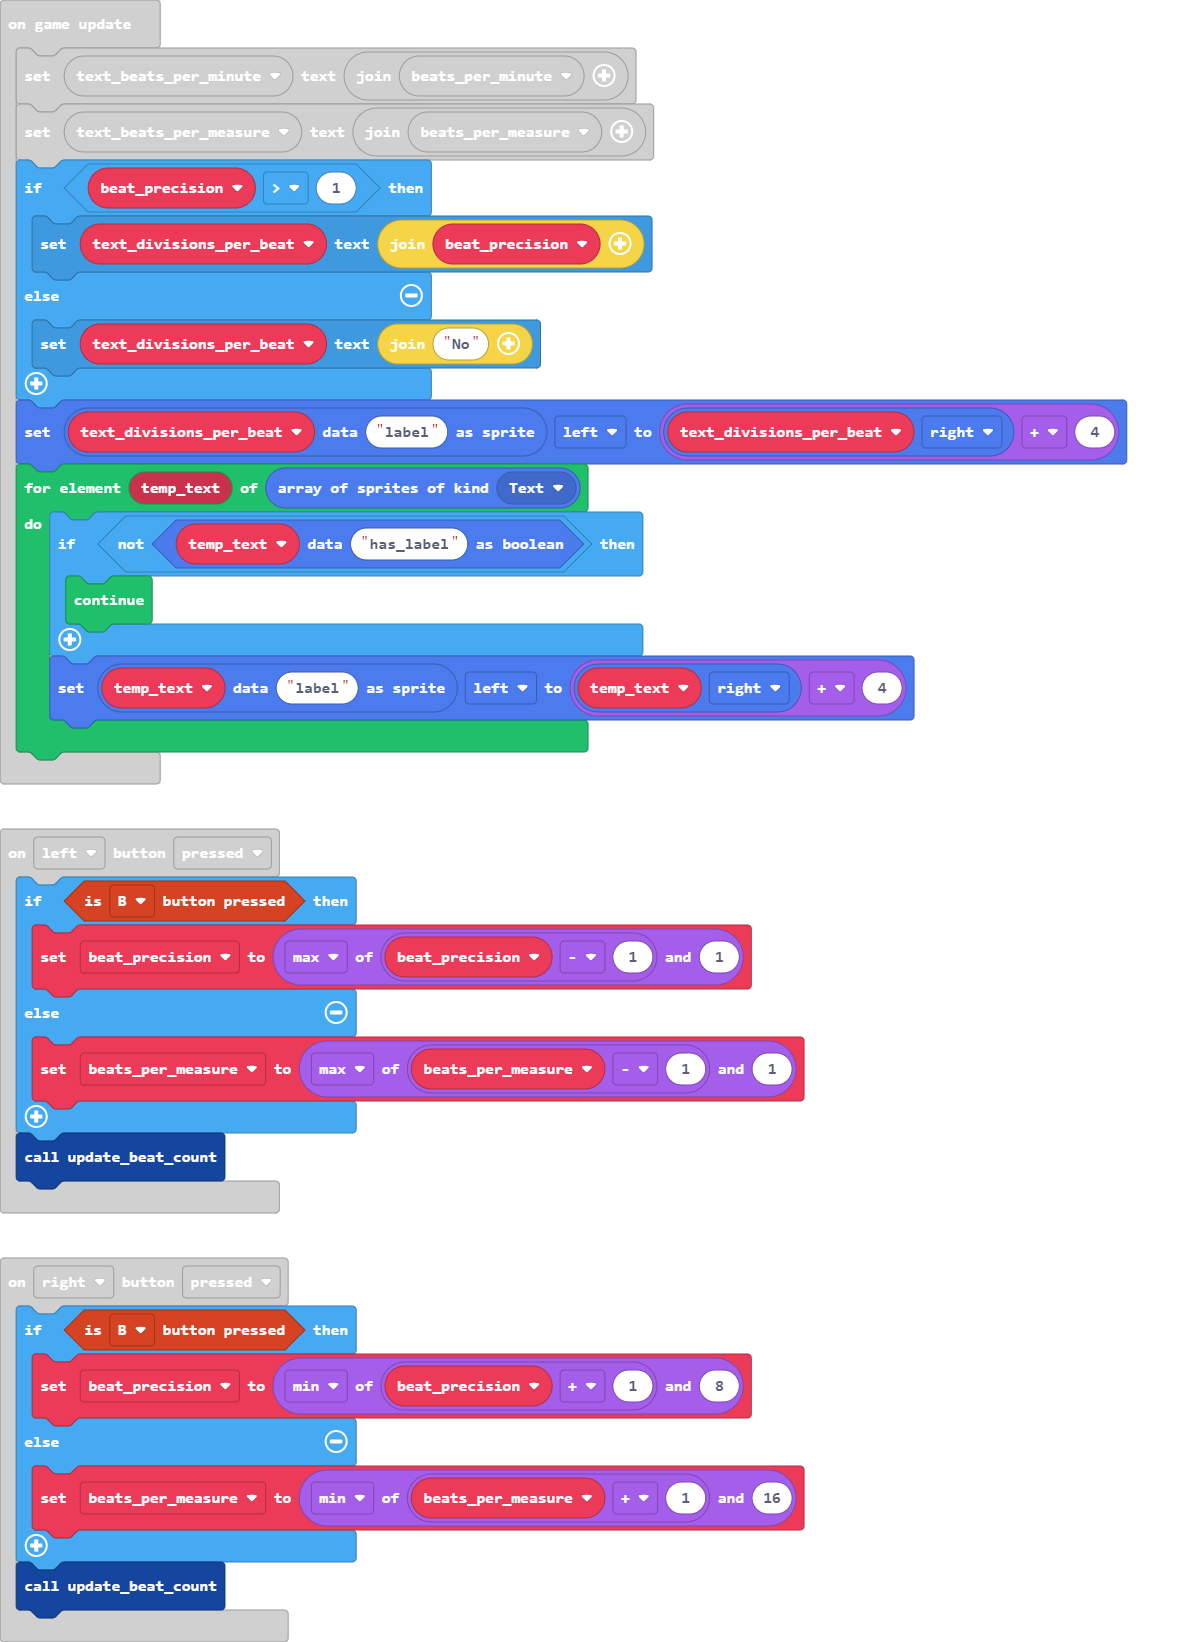 on game update
set text_beats_per_minute text join beats_per_minute
set text_beats_per_measure text join beats_per_measure
if beat_precision > 1 then
set text_divisions_per_beat text join beat_precision
else
set text_divisions_per_beat text join "No"
set text_divisions_per_beat data "label" as sprite left to text_divisions_per_beat right + 4
for element temp_text of array of sprites of kind Text
do
if not temp_text data "has_label" as boolean then
continue
set temp_text data "label" as sprite left to temp_text right + 4
on left button pressed
if is B button pressed then
set beat_precision to max of beat_precision - 1 and 1
else
set beats_per_measure to max of beats_per_measure - 1 and 1
call update_beat_count
on right button pressed
if is B button pressed then
set beat_precision to min of beat_precision + 1 and 8
else
set beats_per_measure to min of beats_per_measure + 1 and 16
call update_beat_count